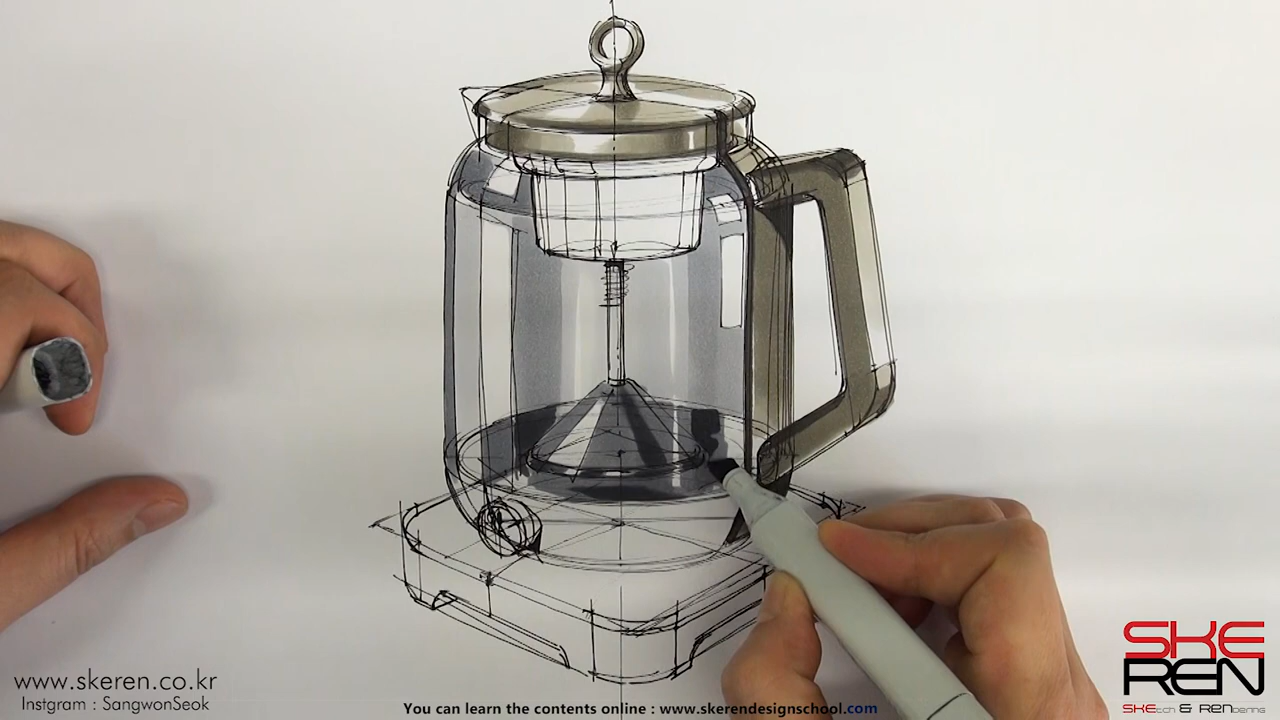 www.skeren.co.kr
Instgram : SangwonSeok
You can learn the contents online : www.skerendesignschool.com
SKE
REN
SKEtch & RENdering